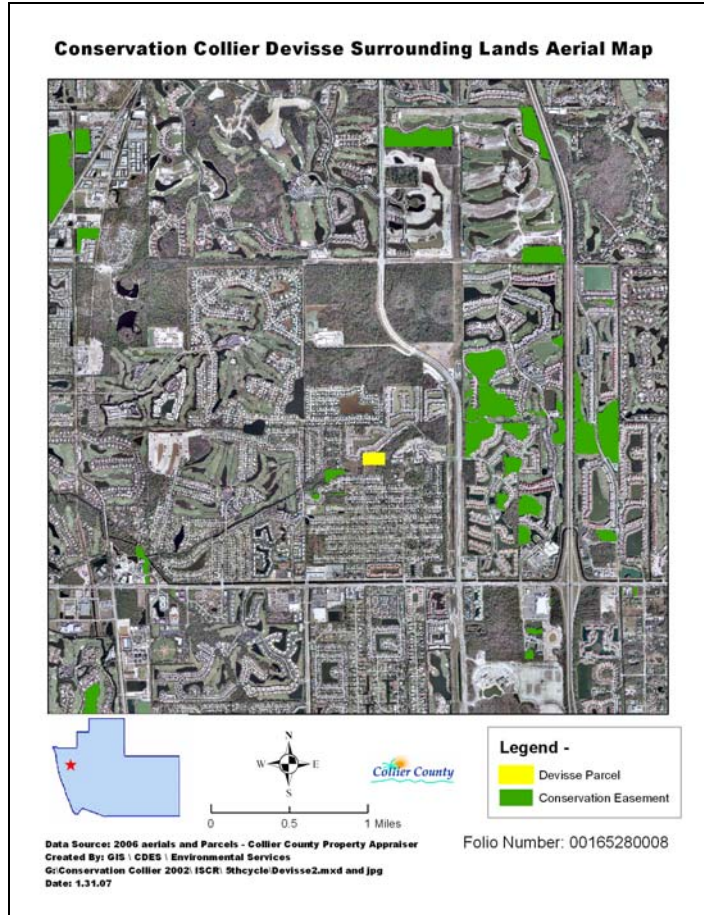 Conservation Collier Devisse Surrounding Lands Aerial Map
N
W E
S
0 0.5 1 Miles
Collier County
Legend -
Devisse Parcel
Conservation Easement
Data Source: 2006 aerials and Parcels - Collier County Property Appraiser
Created By: GIS \ CDES \ Environmental Services
G:\Conservation Collier 2002\ ISCR\ 5thcycle\Devisse2.mxd and jpg
Date: 1.31.07
Folio Number: 00165280008